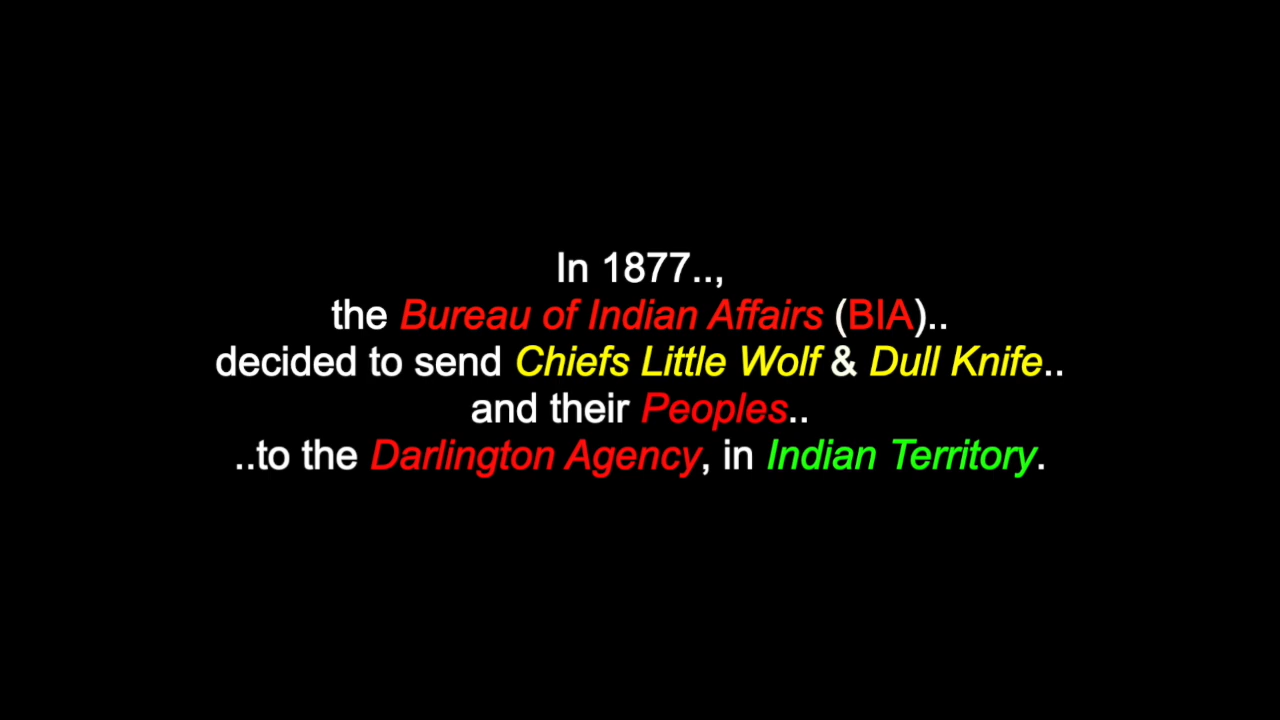 In 1877..,
the Bureau of Indian Affairs (BIA)..
decided to send Chiefs Little Wolf & Dull Knife..
and their Peoples..
..to the Darlington Agency, in Indian Territory.